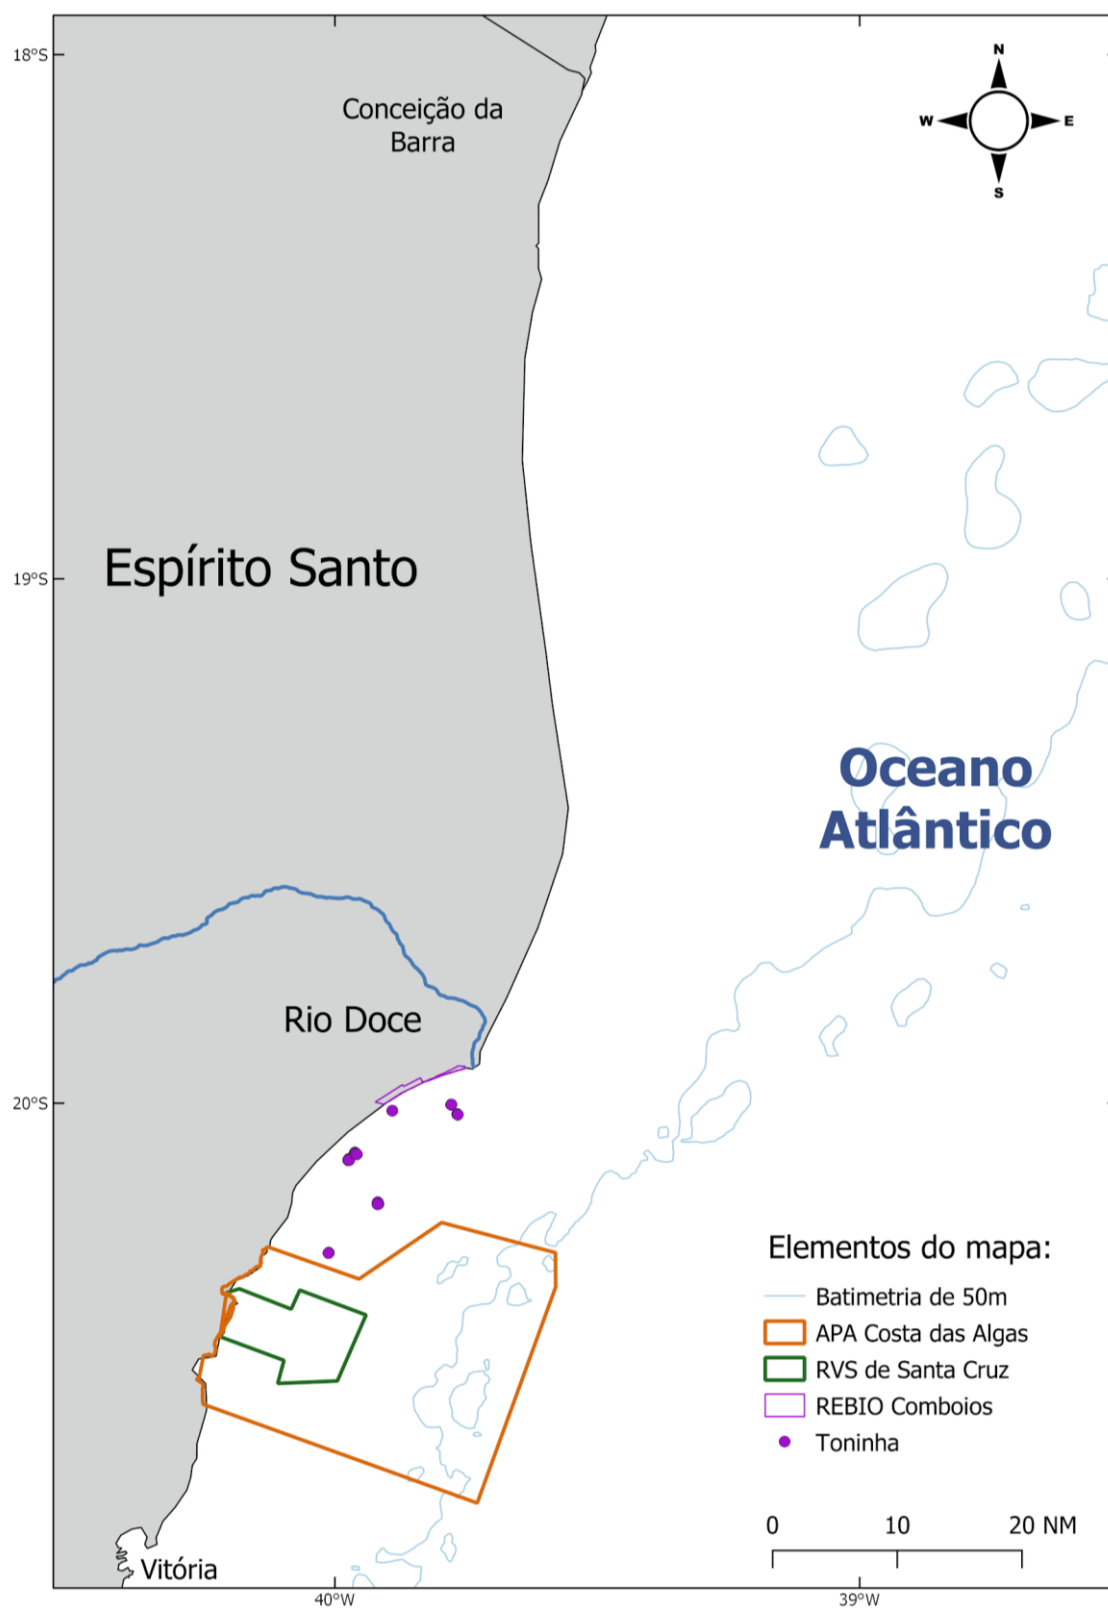 18°S
N
W
E
S
Conceição da
Barra
19°S
Espírito Santo
Oceano
Atlântico
Rio Doce
20°S
Elementos do mapa:
Batimetria de 50m
APA Costa das Algas
RVS de Santa Cruz
REBIO Comboios
Toninha
0 10 20 NM
Vitória
40°W 39°W